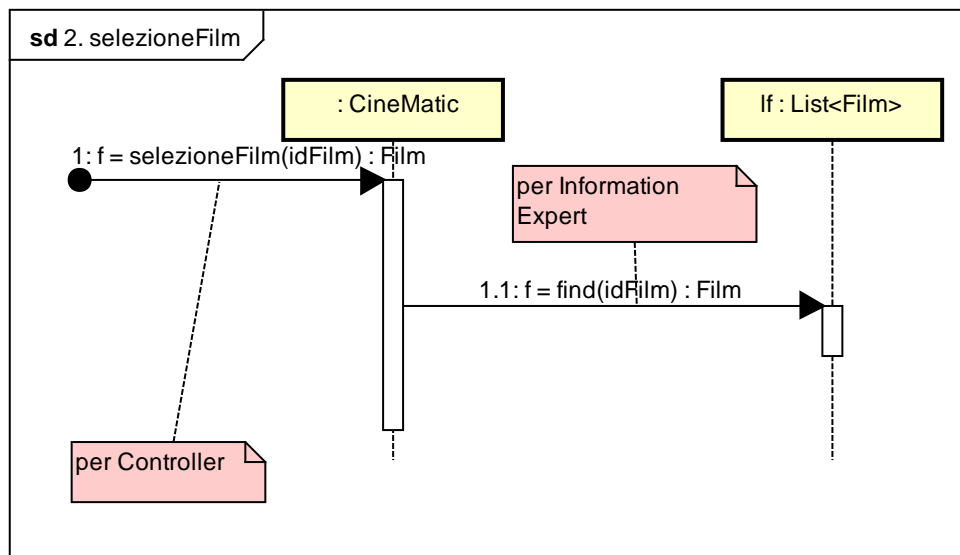 sd 2. selezioneFilm
: CineMatic
lf : List<Film>
1: f = selezioneFilm(idFilm) : Film
per Information
Expert
1.1: f = find(idFilm) : Film
per Controller